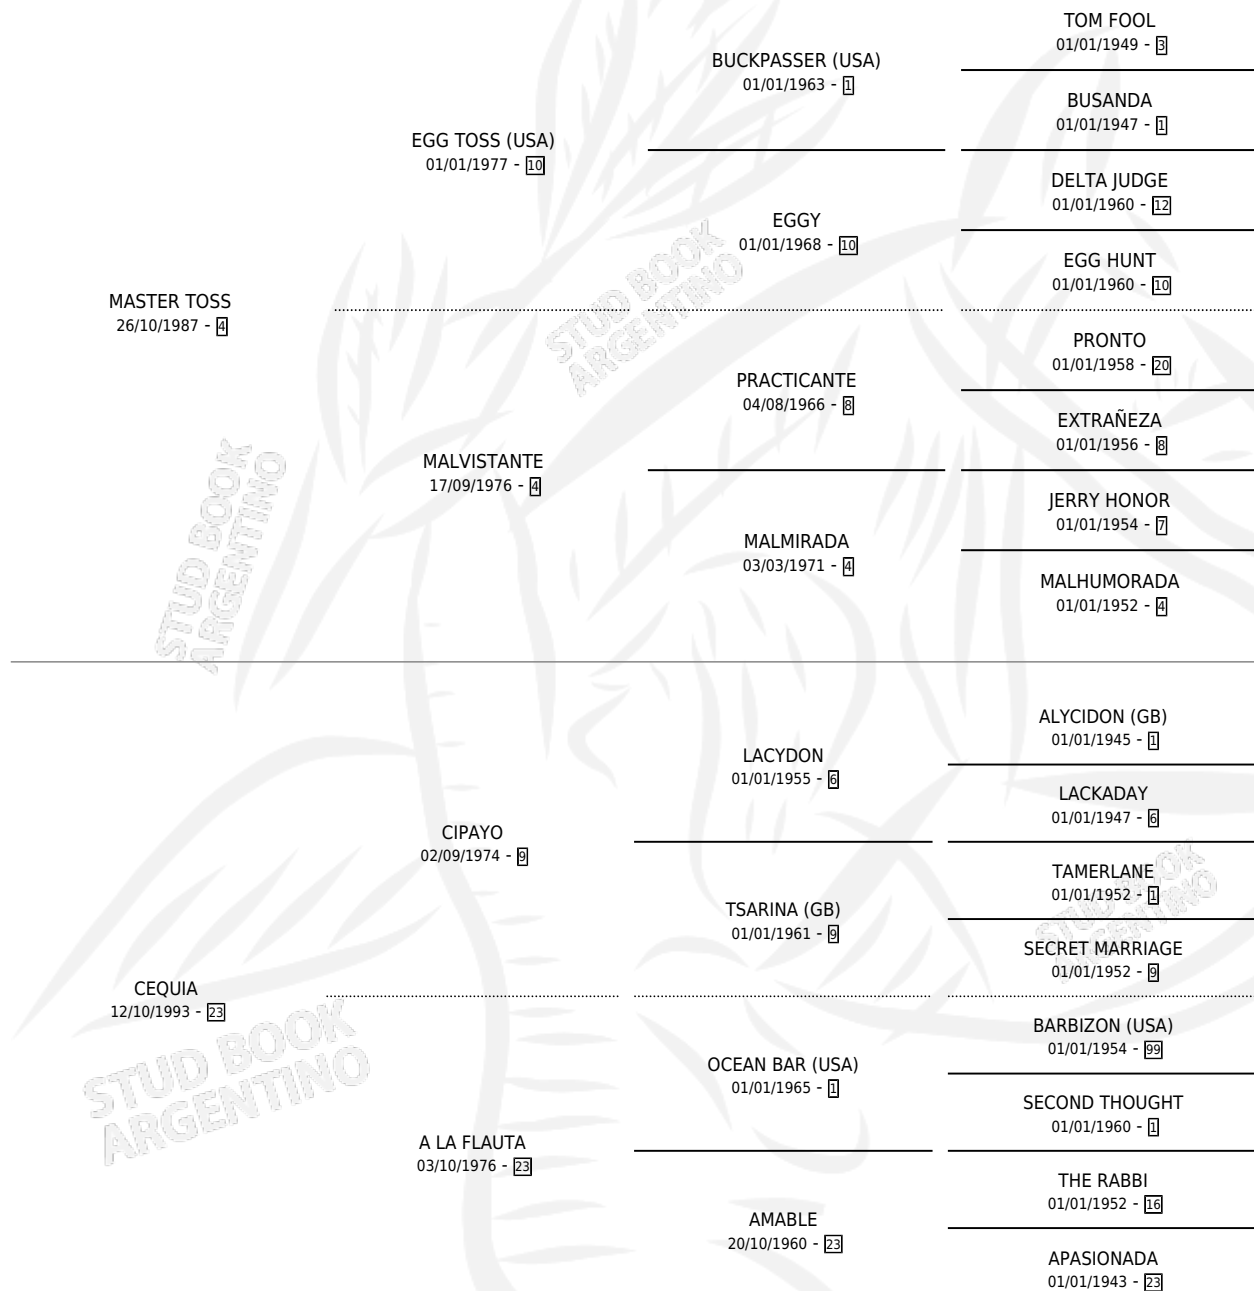 TOM FOOL
01/01/1949 - 3
BUCKPASSER (USA)
01/01/1963 - 1
BUSANDA
01/01/1947 - 1
EGG TOSS (USA)
01/01/1977 - 10
DELTA JUDGE
01/01/1960 - 12
EGGY
01/01/1968 - 10
EGG HUNT
01/01/1960 - 10
MASTER TOSS
26/10/1987 - 4
STUD BOOK
ARGENTINO
PRONTO
01/01/1958 - 20
PRACTICANTE
04/08/1966 - 8
EXTRAÑEZA
01/01/1956 - 8
MALVISTANTE
17/09/1976 - 4
JERRY HONOR
01/01/1954 - 7
MALMIRADA
03/03/1971 - 4
MALHUMORADA
01/01/1952 - 4
STUD BOOK
ARGENTINO
ALYCIDON (GB)
01/01/1945 - 1
LACYDON
01/01/1955 - 6
LACKADAY
01/01/1947 - 6
CIPAYO
02/09/1974 - 9
TAMERLANE
01/01/1952 - 1
TSARINA (GB)
01/01/1961 - 9
SECRET MARRIAGE
01/01/1952 - 9
STUD BOOK
ARGENTINO
CEQUIA
12/10/1993 - 23
BARBIZON (USA)
01/01/1954 - 99
OCEAN BAR (USA)
01/01/1965 - 1
SECOND THOUGHT
01/01/1960 - 1
STUD BOOK
ARGENTINO
A LA FLAUTA
03/10/1976 - 23
THE RABBI
01/01/1952 - 16
AMABLE
20/10/1960 - 23
APASIONADA
01/01/1943 - 23